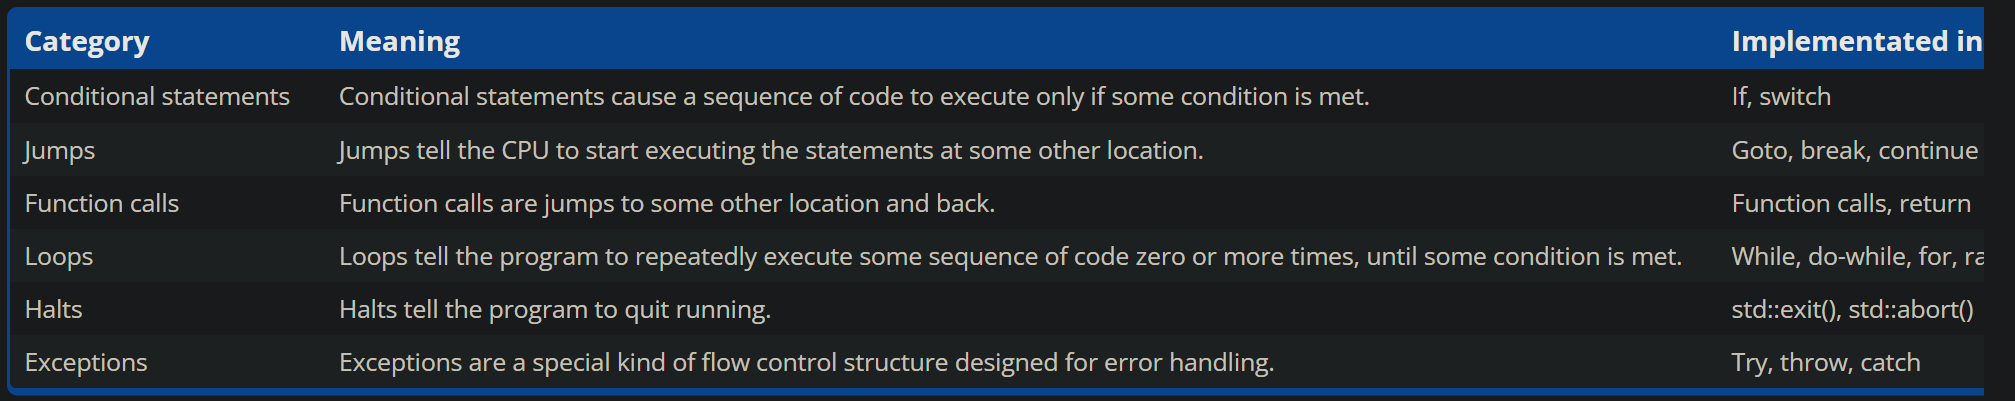 Category Meaning Implementated in
Conditional statements Conditional statements cause a sequence of code to execute only if some condition is met. If, switch
Jumps Jumps tell the CPU to start executing the statements at some other location. Goto, break, continue
Function calls Function calls are jumps to some other location and back. Function calls, return
Loops Loops tell the program to repeatedly execute some sequence of code zero or more times, until some condition is met. While, do-while, for,
Halts Halts tell the program to quit running. std::exit(), std::abort()
Exceptions Exceptions are a special kind of flow control structure designed for error handling. Try, throw, catch